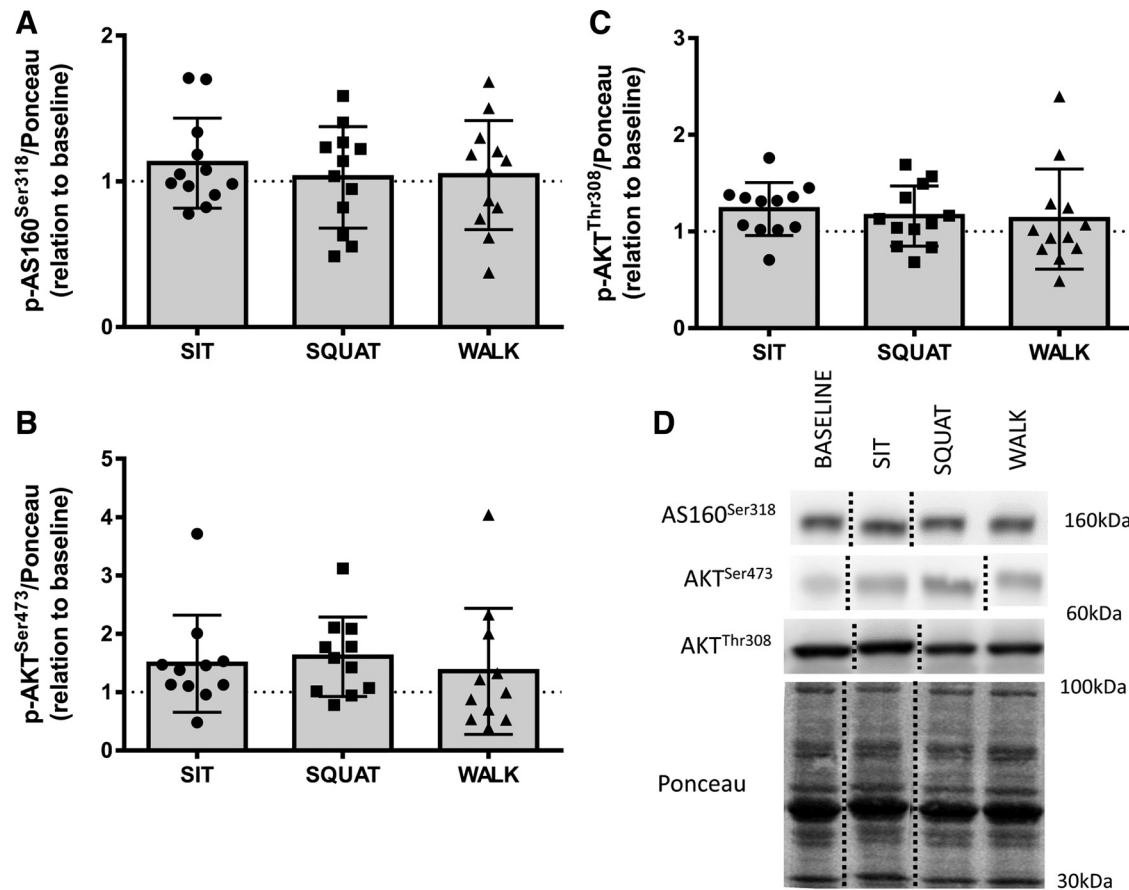 A
p-AS160Ser318/Ponceau
(relation to baseline)
2
1
0
SIT SQUAT WALK
C
p-AKTThr308/Ponceau
(relation to baseline)
3
2
1
0
SIT SQUAT WALK
B
p-AKTSer473/Ponceau
(relation to baseline)
5
4
3
2
1
0
SIT SQUAT WALK
D
BASELINE SIT SQUAT WALK
AS160Ser318 160kDa
AKTSer473
60kDa
AKTThr308
100kDa
Ponceau
30kDa